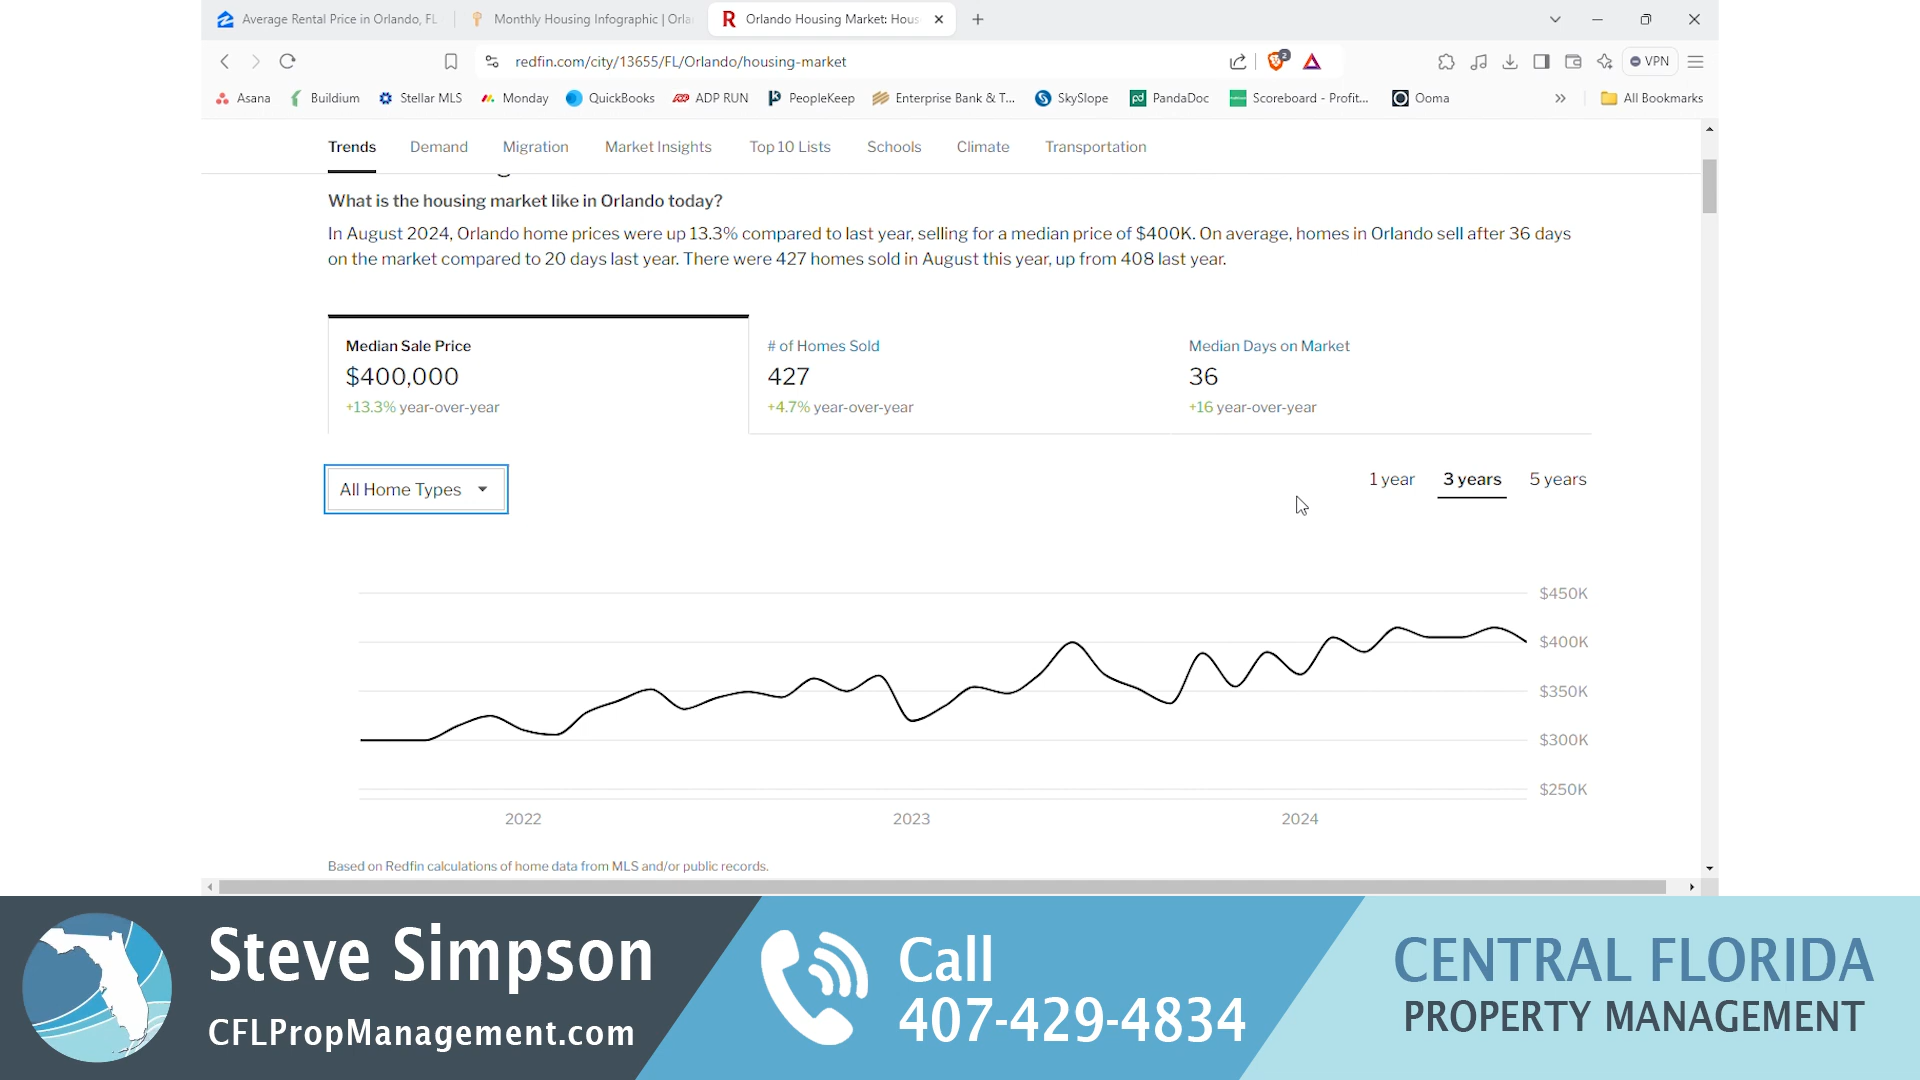 Average Rental Price in Orlando, FL
Monthly Housing Infographic | Orla
Orlando Housing Market: Hous
redfin.com/city/13655/FL/Orlando/housing-market
2
VPN
Asana
Buildium
Stellar MLS
Monday
QuickBooks
ADP RUN
PeopleKeep
Enterprise Bank & T...
SkySlope
PandaDoc
Scoreboard - Profit...
Ooma
All Bookmarks
Trends
Demand
Migration
Market Insights
Top 10 Lists
Schools
Climate
Transportation
What is the housing market like in Orlando today?
In August 2024, Orlando home prices were up 13.3% compared to last year, selling for a median price of $400K. On average, homes in Orlando sell after 36 days
on the market compared to 20 days last year. There were 427 homes sold in August this year, up from 408 last year.
Median Sale Price
$400,000
+13.3% year-over-year
# of Homes Sold
427
+4.7% year-over-year
Median Days on Market
36
+16 year-over-year
All Home Types
1 year
3 years
5 years
$450K
$400K
$350K
$300K
$250K
2022
2023
2024
Based on Redfin calculations of home data from MLS and/or public records.
Steve Simpson
CFLPropManagement.com
Call
407-429-4834
CENTRAL FLORIDA
PROPERTY MANAGEMENT